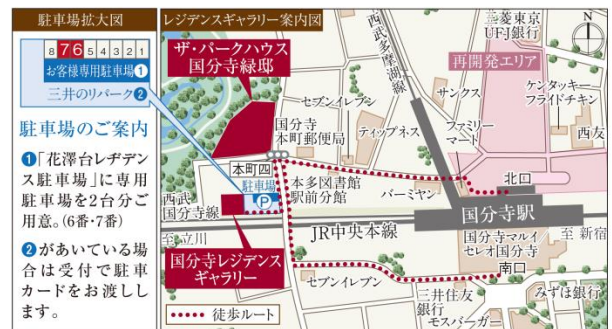 駐車場拡大図
8 7 6 5 4 3 2 1
お客様専用駐車場❶
三井のリパーク❷
駐車場のご案内
❶「花澤台レヂデン
ス駐車場」に専用
駐車場を2台分ご
用意。(6番・7番)
❷があいている場
合は受付で駐車
カードをお渡しし
ます。
レジデンスギャラリー案内図
ザ・パークハウス
国分寺緑邸
西武多摩湖線
三菱東京
UFJ銀行
N
再開発エリア
サンクス
ケンタッキー
フライドチキン
西友
セブンイレブン
国分寺
本町郵便局
ティップネス
ファミリー
マート
本町四
駐車場
P
本多図書館
駅前分館
バーミヤン
北口
国分寺駅
西武
国分寺線
至 立川
JR中央本線
至 新宿
国分寺レジデンス
ギャラリー
国分寺マルイ
セレオ国分寺
南口
セブンイレブン
三井住友
銀行
みずほ銀行
モスバーガー
徒歩ルート